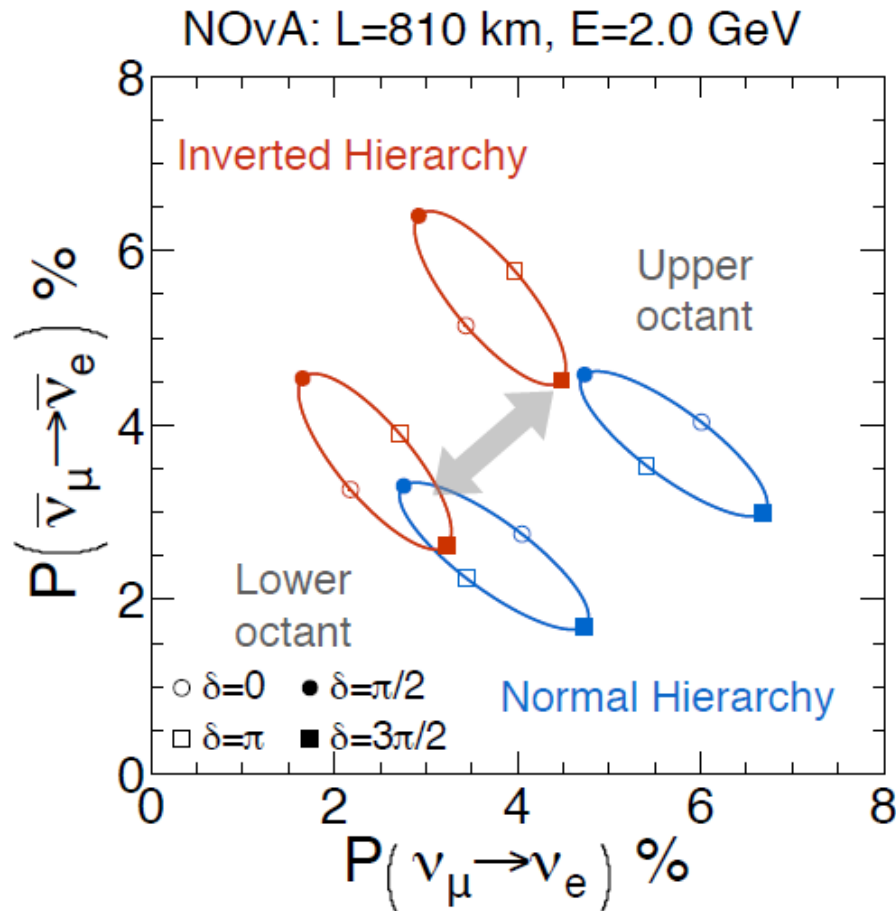 NOvA: L=810 km, E=2.0 GeV
8
Inverted Hierarchy
6
Upper
octant
P(ν̅μ→ν̅e) %
4
Lower
octant
2
Normal Hierarchy
○ δ=0 ● δ=π/2
□ δ=π ■ δ=3π/2
0
0 2 4 6 8
P(νμ→νe) %